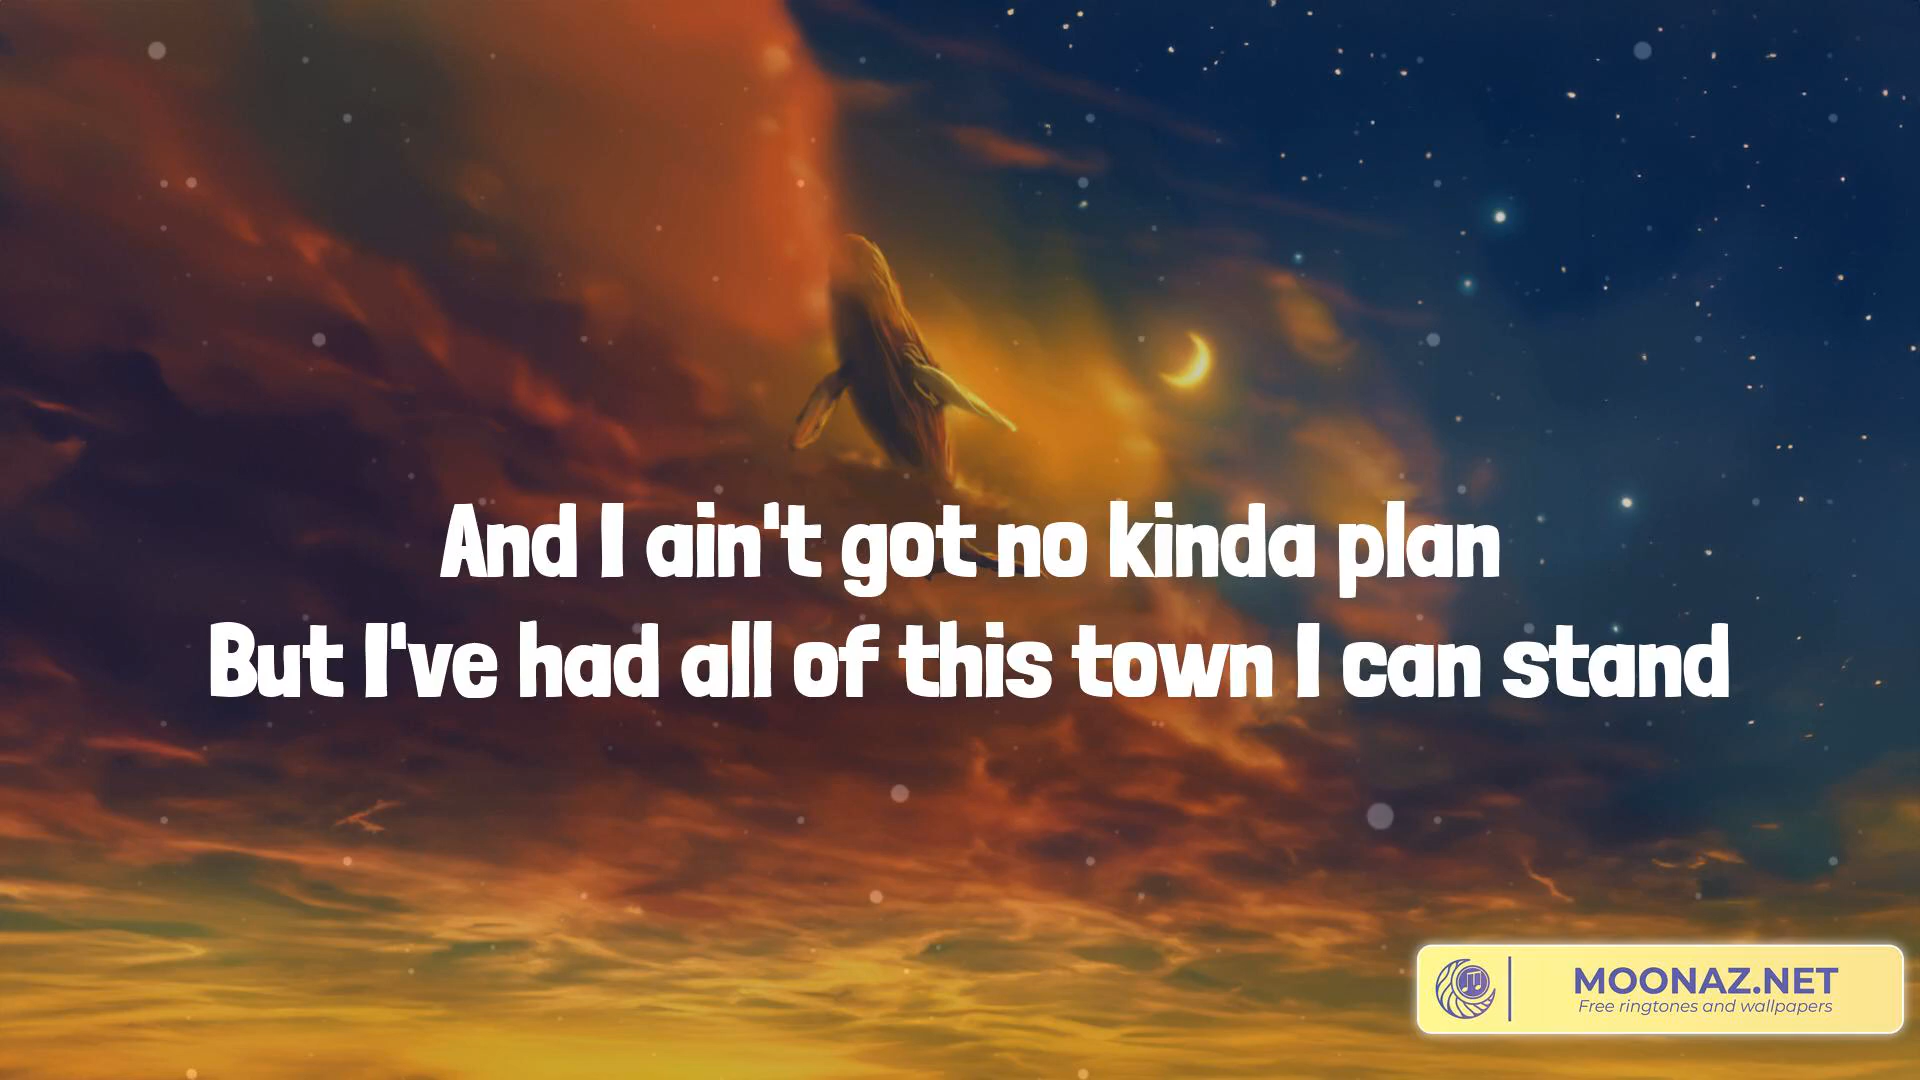 And I ain't got no kinda plan
But I've had all of this town I can stand
MOONAZ.NET
Free ringtones and wallpapers